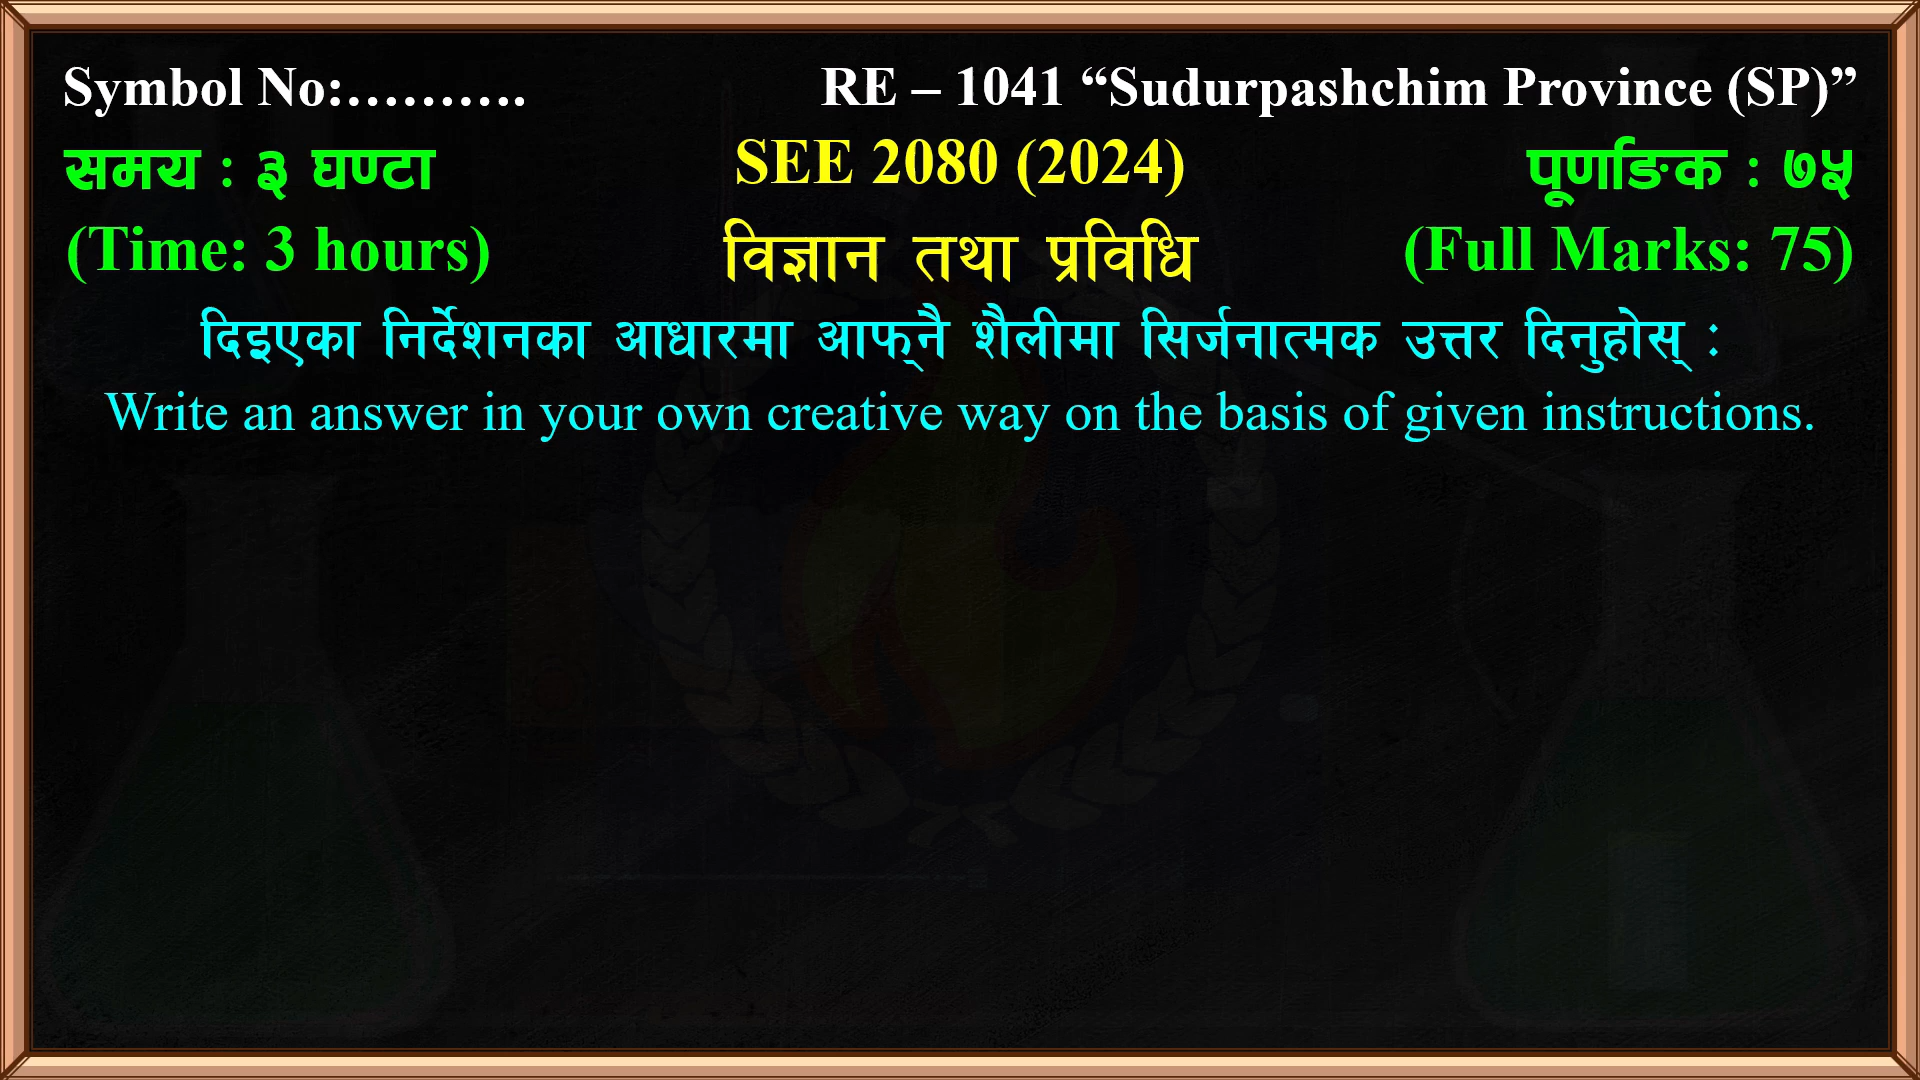 Symbol No:.......... RE – 1041 “Sudurpashchim Province (SP)”
समय : ३ घण्टा SEE 2080 (2024) पूर्णाङक : ७५
(Time: 3 hours) विज्ञान तथा प्रविधि (Full Marks: 75)
दिइएका निर्देशनका आधारमा आफ्नै शैलीमा सिर्जनात्मक उत्तर दिनुहोस् :
Write an answer in your own creative way on the basis of given instructions.